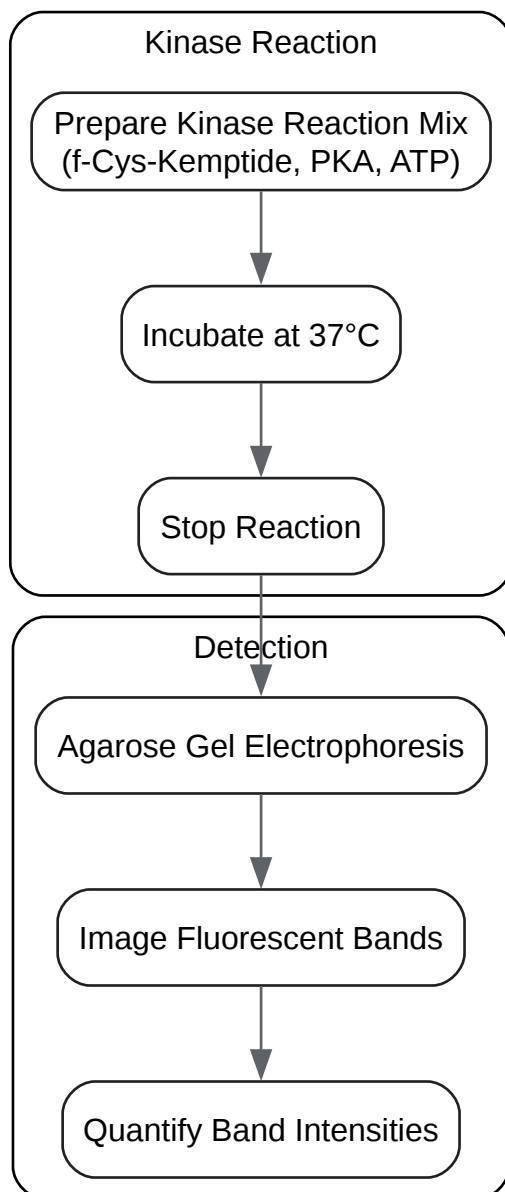 Kinase Reaction
Prepare Kinase Reaction Mix
(f-Cys-Kemptide, PKA, ATP)
Incubate at 37°C
Stop Reaction
Detection
Agarose Gel Electrophoresis
Image Fluorescent Bands
Quantify Band Intensities